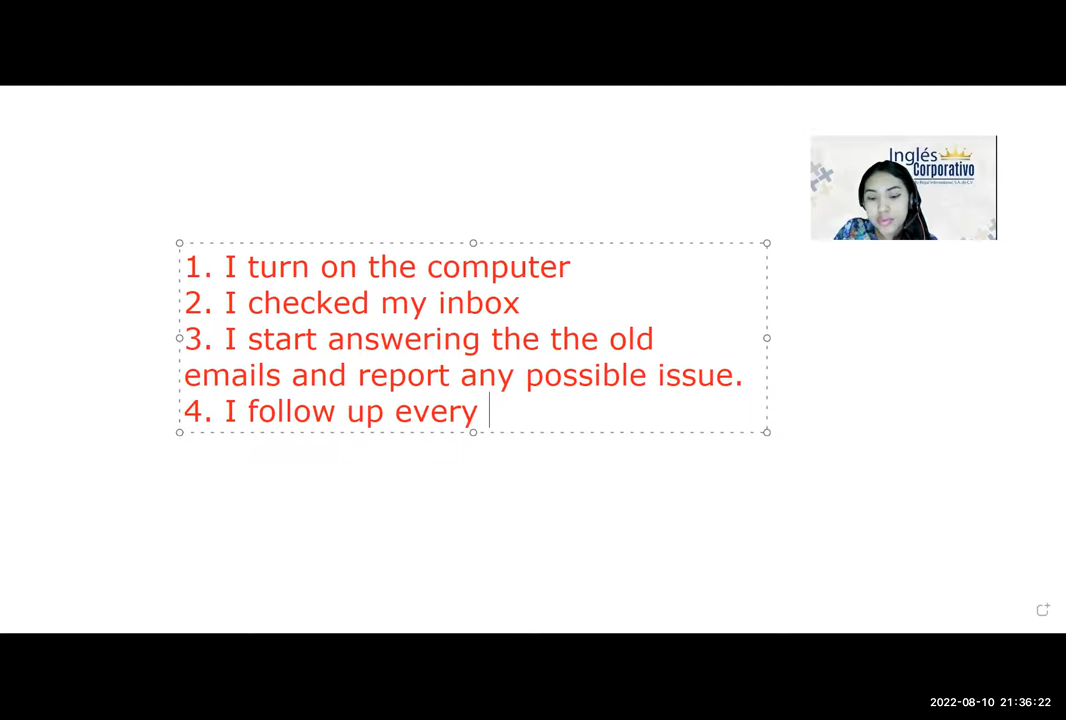 Inglés
Corporativo
1. I turn on the computer
2. I checked my inbox
3. I start answering the the old
emails and report any possible issue.
4. I follow up every
2022-08-10 21:36:22